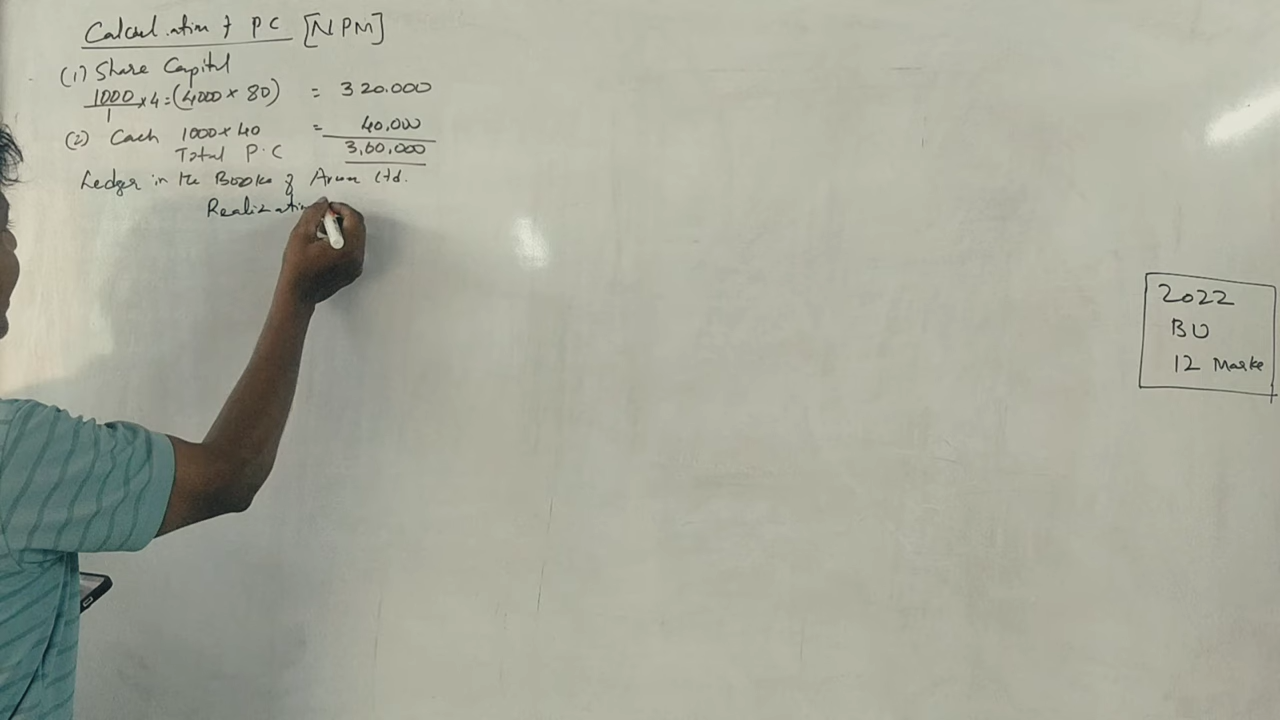 Calculation of PC [NPM]
(1) Share Capital
1000/1 × 4 = (4000 × 80) = 320.000
(2) Cash 1000 × 40 = 40,000
Total P.C 3,60,000
Ledger in the Books of Arun Ltd.
Realization
2022
BU
12 Marks